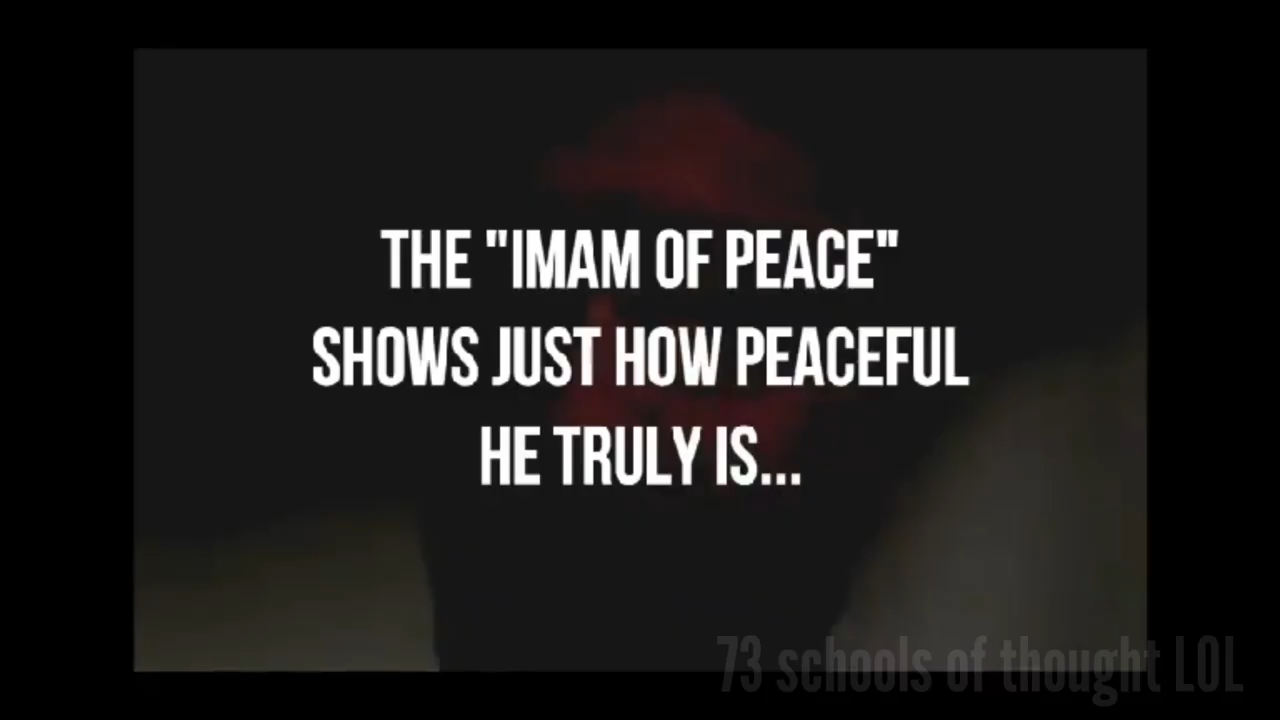 THE "IMAM OF PEACE"
SHOWS JUST HOW PEACEFUL
HE TRULY IS...
73 schools of thought LOL